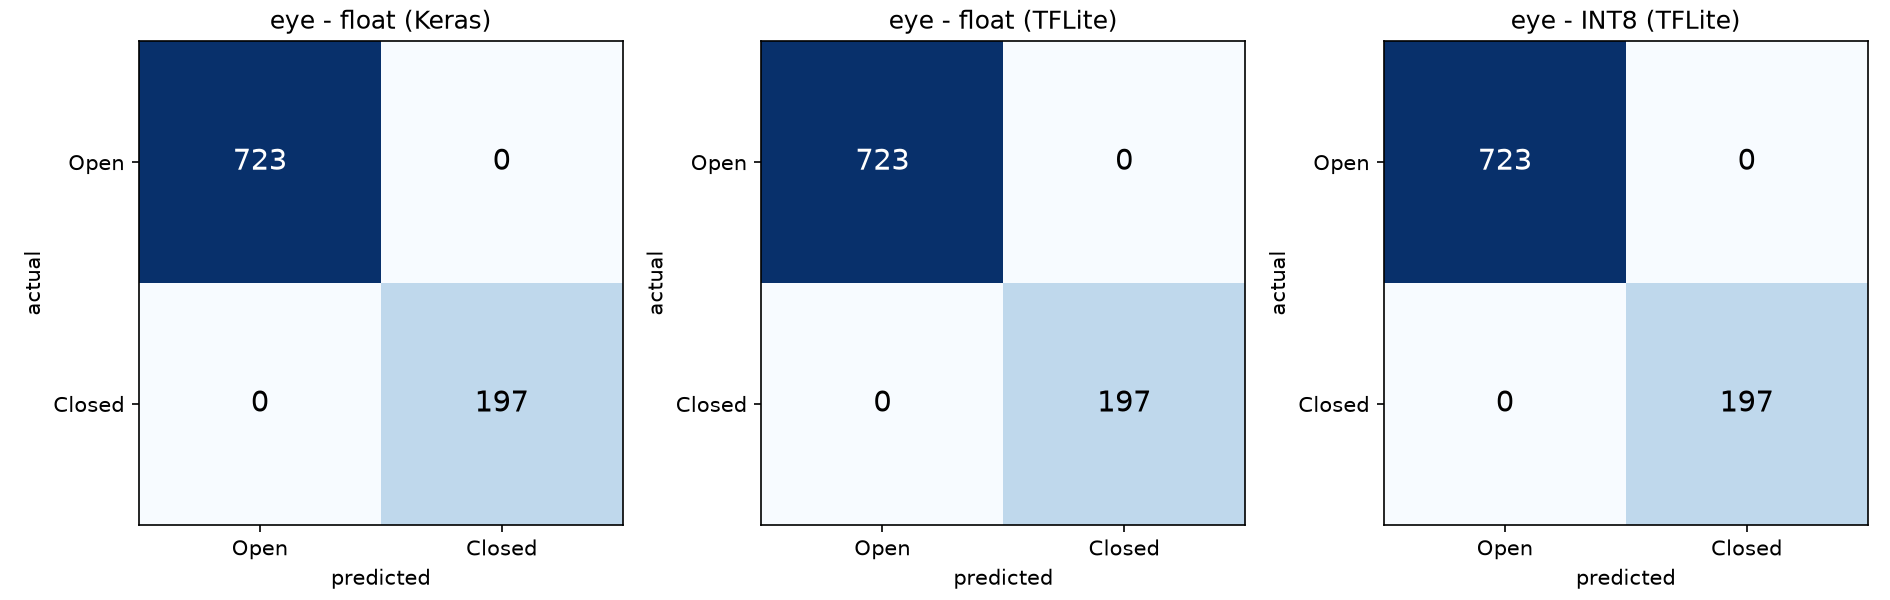 eye - float (Keras)
actual
Open
723
0
Closed
0
197
Open
Closed
predicted
eye - float (TFLite)
actual
Open
723
0
Closed
0
197
Open
Closed
predicted
eye - INT8 (TFLite)
actual
Open
723
0
Closed
0
197
Open
Closed
predicted